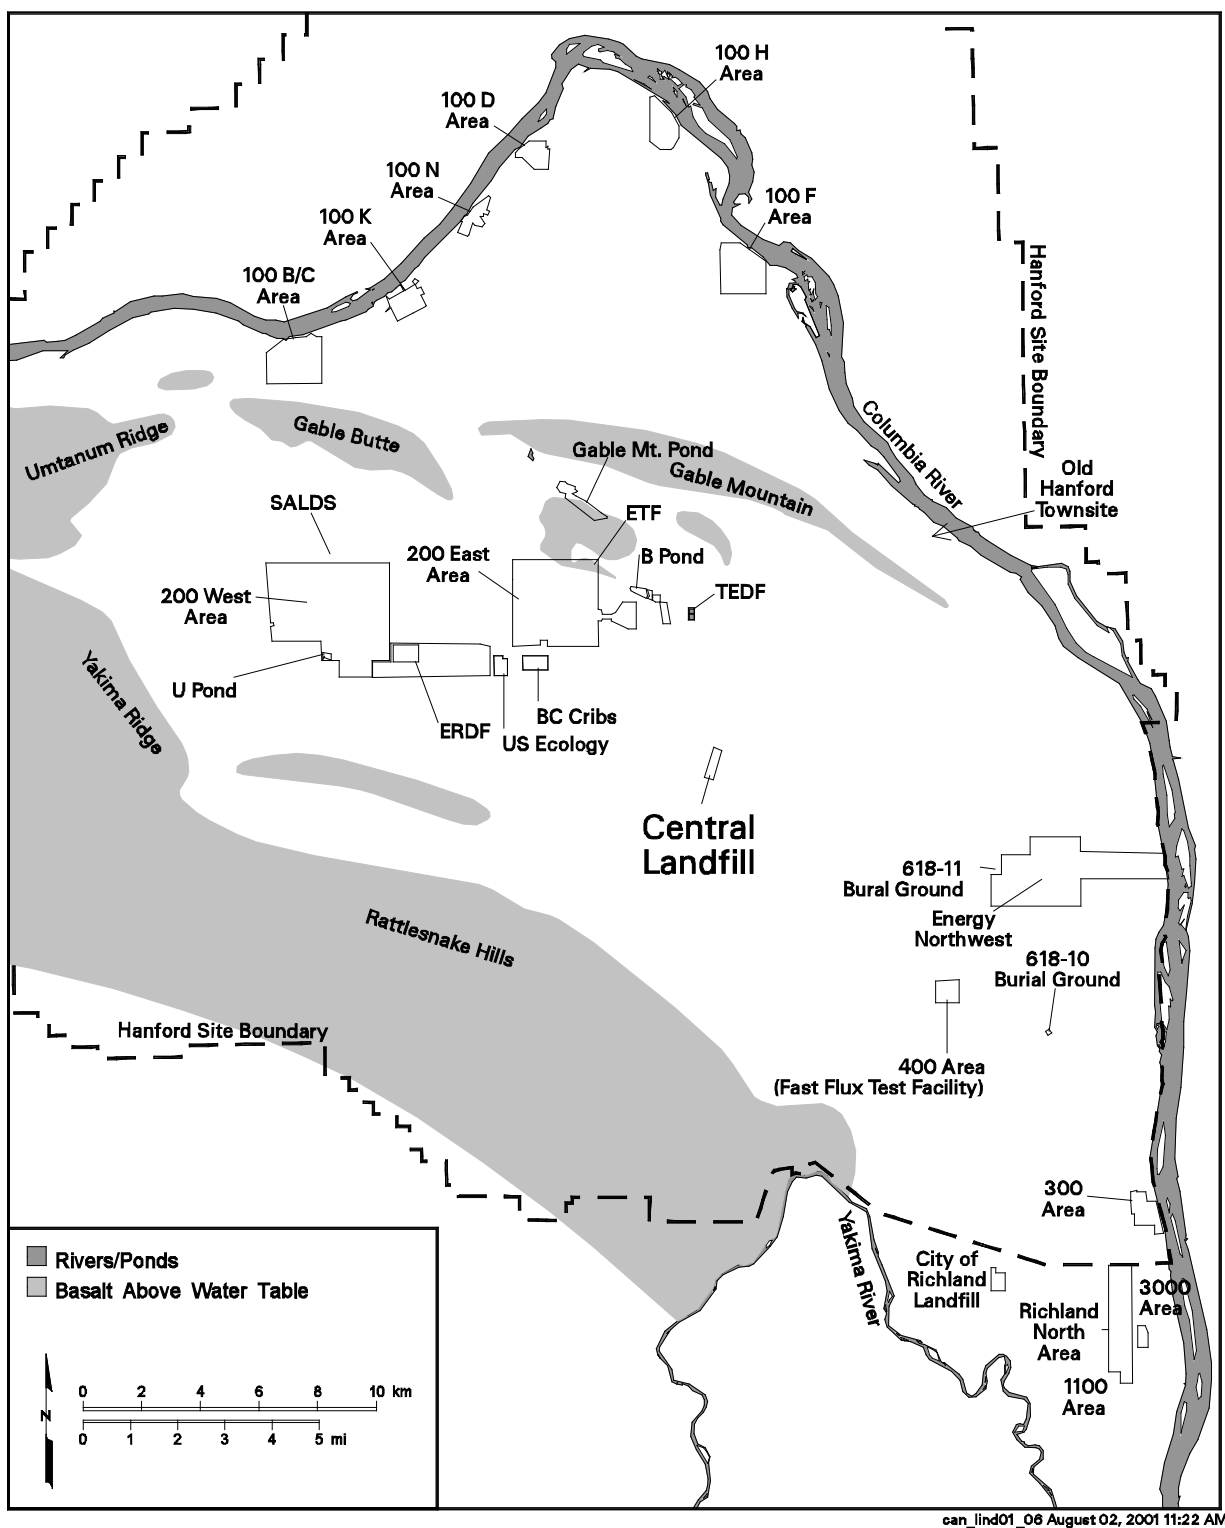 100 H
Area
100 D
Area
100 N
Area
100 F
Area
100 K
Area
100 B/C
Area
Hanford Site Boundary
Columbia River
Umtanum Ridge
Gable Butte
Gable Mt. Pond
Gable Mountain
Old
Hanford
Townsite
SALDS
ETF
200 East
Area
B Pond
TEDF
200 West
Area
U Pond
Yakima Ridge
ERDF
BC Cribs
US Ecology
Central
Landfill
618-11
Bural Ground
Energy
Northwest
Rattlesnake Hills
618-10
Burial Ground
Hanford Site Boundary
400 Area
(Fast Flux Test Facility)
300
Area
Yakima River
City of
Richland
Landfill
3000
Area
Richland
North
Area
1100
Area
Rivers/Ponds
Basalt Above Water Table
0 2 4 6 8 10 km
N
0 1 2 3 4 5 mi
can_lind01_06 August 02, 2001 11:22 AM